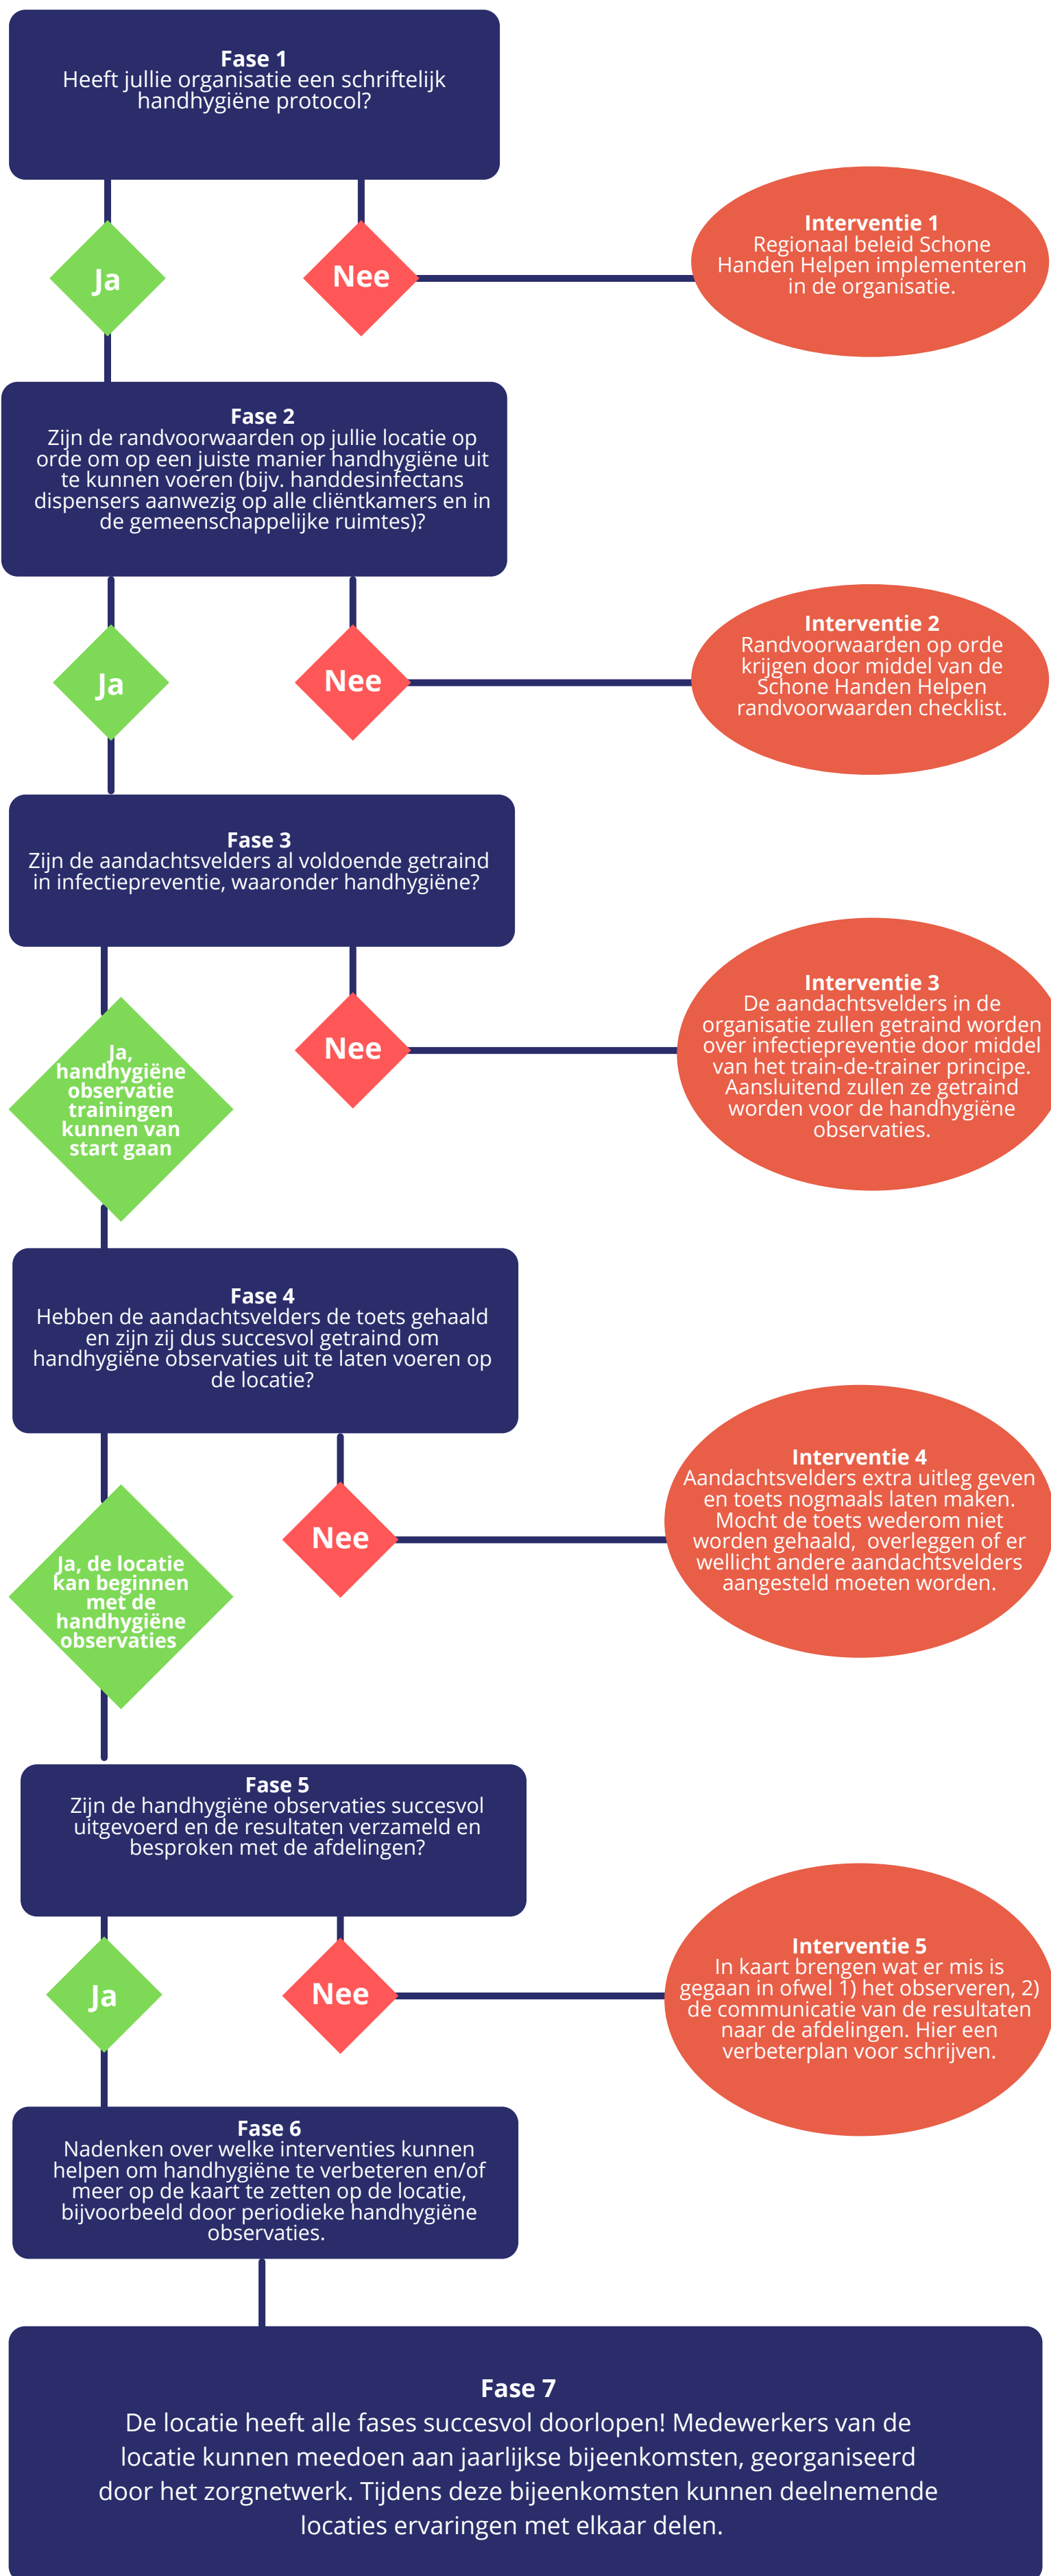 Fase 1
Heeft jullie organisatie een schriftelijk
handhygiëne protocol?
Ja
Nee
Interventie 1
Regionaal beleid Schone
Handen Helpen implementeren
in de organisatie.
Fase 2
Zijn de randvoorwaarden op jullie locatie op
orde om op een juiste manier handhygiëne uit
te kunnen voeren (bijv. handdesinfectans
dispensers aanwezig op alle cliëntkamers en in
de gemeenschappelijke ruimtes)?
Ja
Nee
Interventie 2
Randvoorwaarden op orde
krijgen door middel van de
Schone Handen Helpen
randvoorwaarden checklist.
Fase 3
Zijn de aandachtsvelders al voldoende getraind
in infectiepreventie, waaronder handhygiëne?
Ja,
handhygiëne
observatie
trainingen
kunnen van
start gaan
Nee
Interventie 3
De aandachtsvelders in de
organisatie zullen getraind worden
over infectiepreventie door middel
van het train-de-trainer principe.
Aansluitend zullen ze getraind
worden voor de handhygiëne
observaties.
Fase 4
Hebben de aandachtsvelders de toets gehaald
en zijn zij dus succesvol getraind om
handhygiëne observaties uit te laten voeren op
de locatie?
Ja, de locatie
kan beginnen
met de
handhygiëne
observaties
Nee
Interventie 4
Aandachtsvelders extra uitleg geven
en toets nogmaals laten maken.
Mocht de toets wederom niet
worden gehaald, overleggen of er
wellicht andere aandachtsvelders
aangesteld moeten worden.
Fase 5
Zijn de handhygiëne observaties succesvol
uitgevoerd en de resultaten verzameld en
besproken met de afdelingen?
Ja
Nee
Interventie 5
In kaart brengen wat er mis is
gegaan in ofwel 1) het observeren, 2)
de communicatie van de resultaten
naar de afdelingen. Hier een
verbeterplan voor schrijven.
Fase 6
Nadenken over welke interventies kunnen
helpen om handhygiëne te verbeteren en/of
meer op de kaart te zetten op de locatie,
bijvoorbeeld door periodieke handhygiëne
observaties.
Fase 7
De locatie heeft alle fases succesvol doorlopen! Medewerkers van de
locatie kunnen meedoen aan jaarlijkse bijeenkomsten, georganiseerd
door het zorgnetwerk. Tijdens deze bijeenkomsten kunnen deelnemende
locaties ervaringen met elkaar delen.